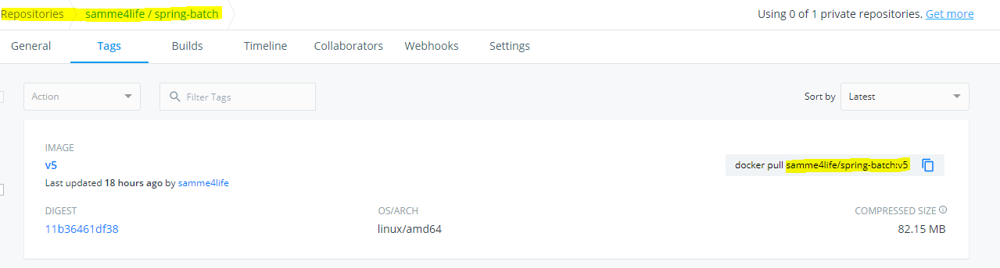 Repositories samme4life / spring-batch Using 0 of 1 private repositories. Get more
General Tags Builds Timeline Collaborators Webhooks Settings
Action Filter Tags Sort by Latest
IMAGE
v5 docker pull samme4life/spring-batch:v5
Last updated 18 hours ago by samme4life
DIGEST OS/ARCH COMPRESSED SIZE
11b36461df38 linux/amd64 82.15 MB